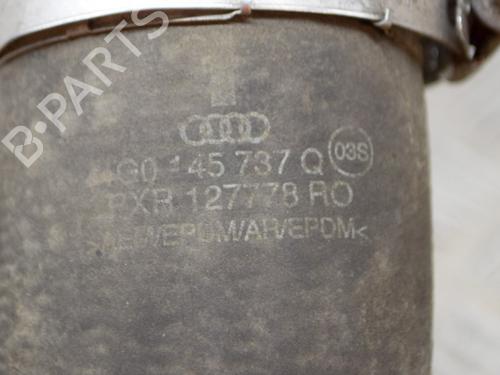 B-PARTS
4G0 145 737 Q 03S
PXR 127778 RO
>AEM/EPDM/AR/EPDM<